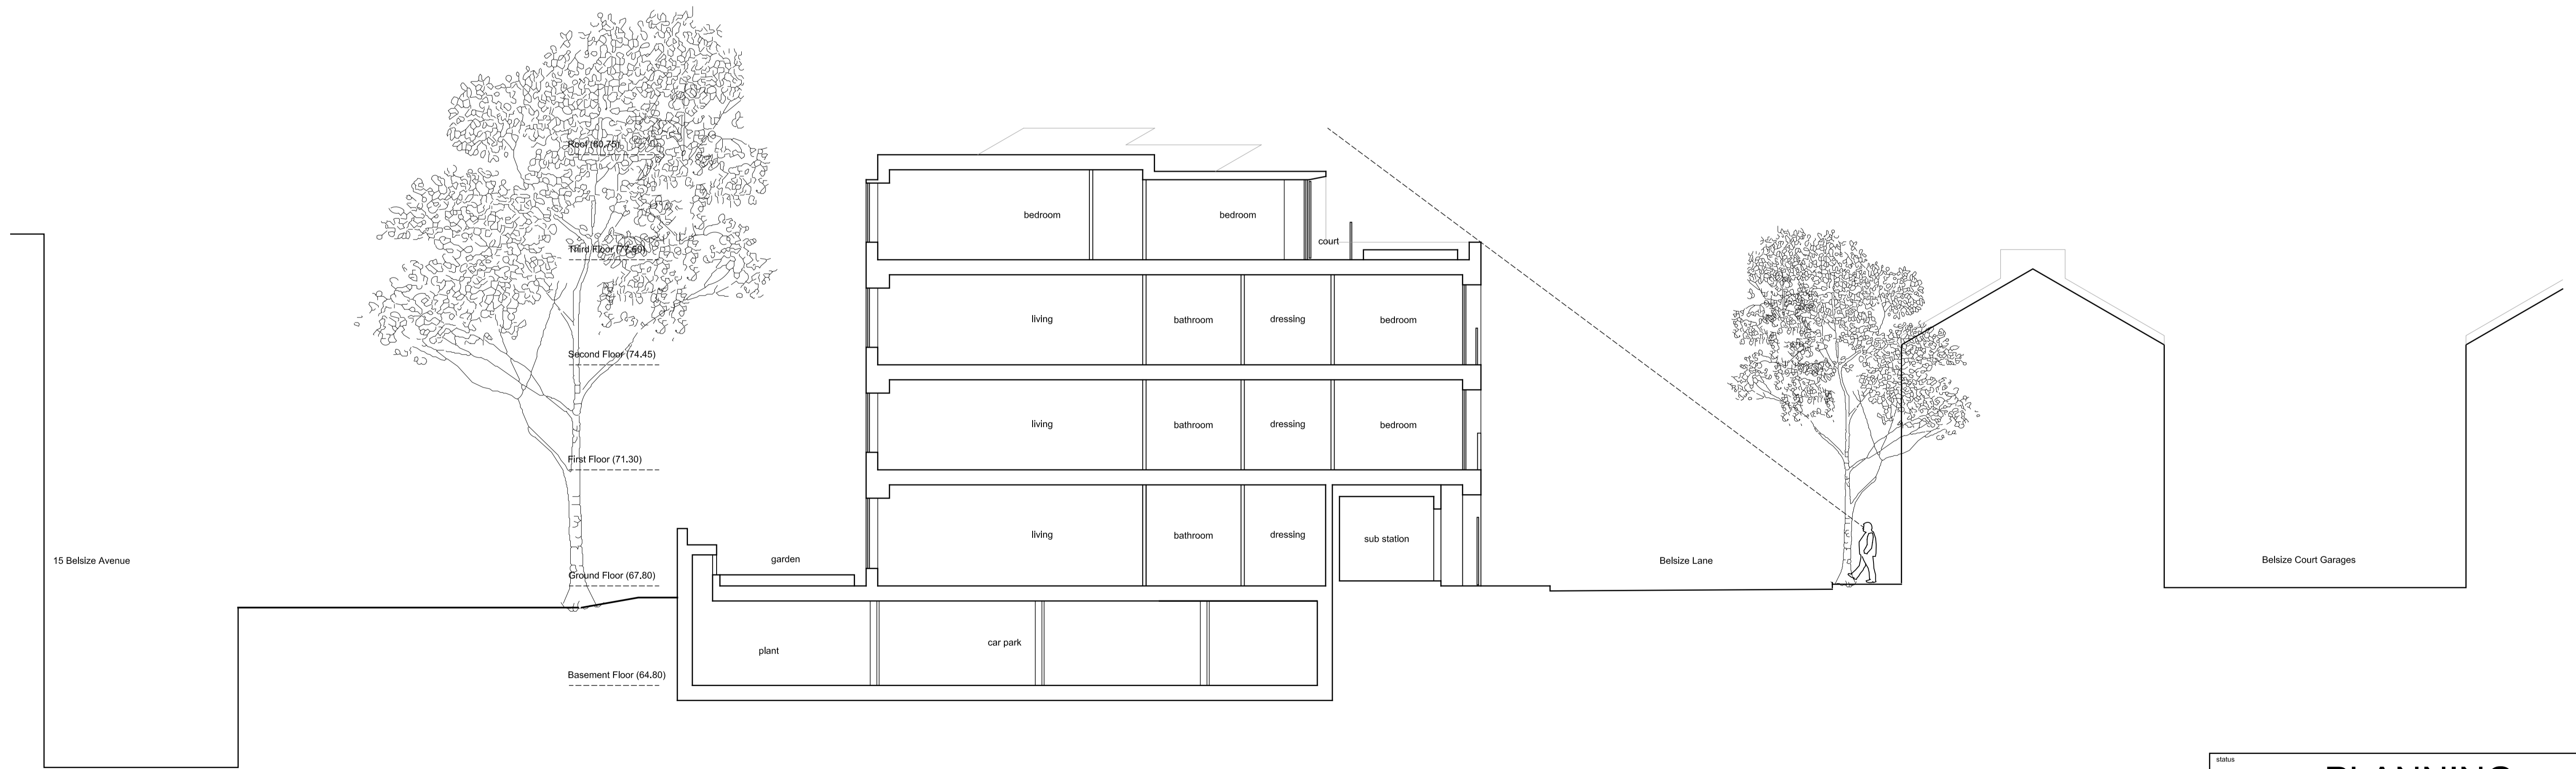 Roof (60.75)
bedroom
bedroom
court
Third Floor (77.60)
living
bathroom
dressing
bedroom
Second Floor (74.45)
living
bathroom
dressing
bedroom
First Floor (71.30)
living
bathroom
dressing
sub station
15 Belsize Avenue
garden
Belsize Lane
Belsize Court Garages
Ground Floor (67.80)
plant
car park
Basement Floor (64.80)
status
PLANNING